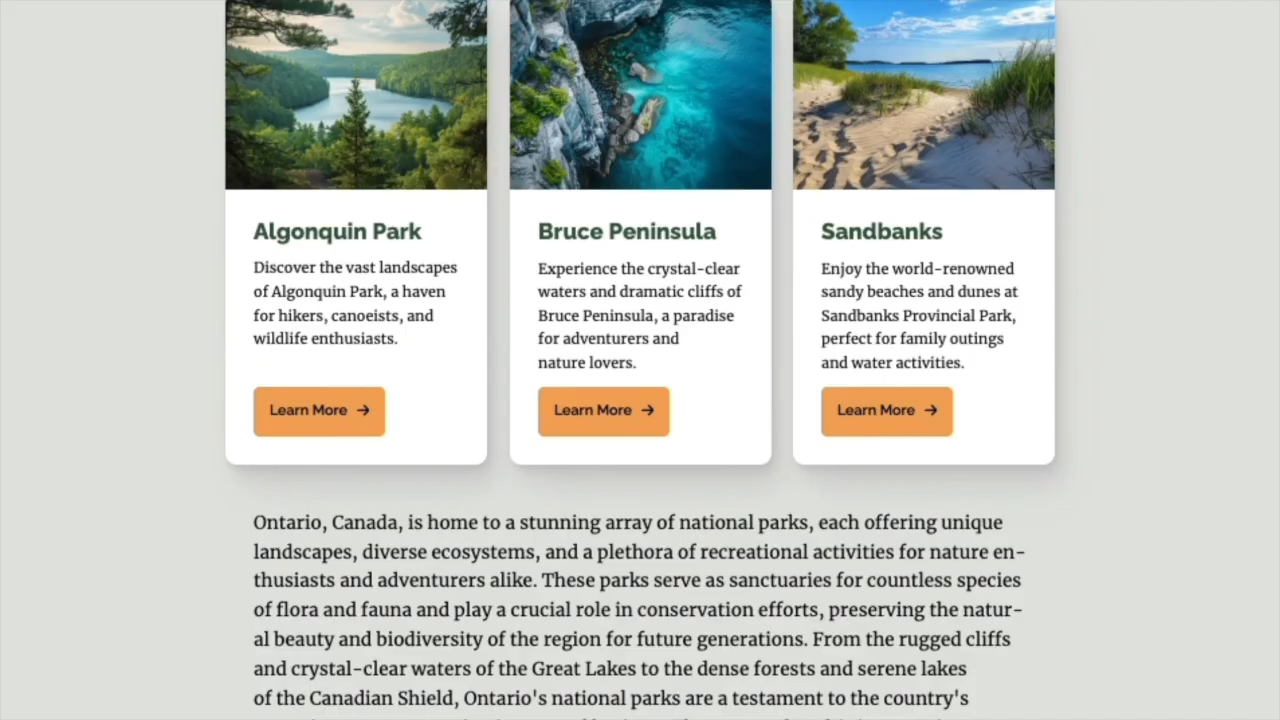 Algonquin Park
Discover the vast landscapes
of Algonquin Park, a haven
for hikers, canoeists, and
wildlife enthusiasts.
Learn More →
Bruce Peninsula
Experience the crystal-clear
waters and dramatic cliffs of
Bruce Peninsula, a paradise
for adventurers and
nature lovers.
Learn More →
Sandbanks
Enjoy the world-renowned
sandy beaches and dunes at
Sandbanks Provincial Park,
perfect for family outings
and water activities.
Learn More →
Ontario, Canada, is home to a stunning array of national parks, each offering unique
landscapes, diverse ecosystems, and a plethora of recreational activities for nature en-
thusiasts and adventurers alike. These parks serve as sanctuaries for countless species
of flora and fauna and play a crucial role in conservation efforts, preserving the natur-
al beauty and biodiversity of the region for future generations. From the rugged cliffs
and crystal-clear waters of the Great Lakes to the dense forests and serene lakes
of the Canadian Shield, Ontario's national parks are a testament to the country's